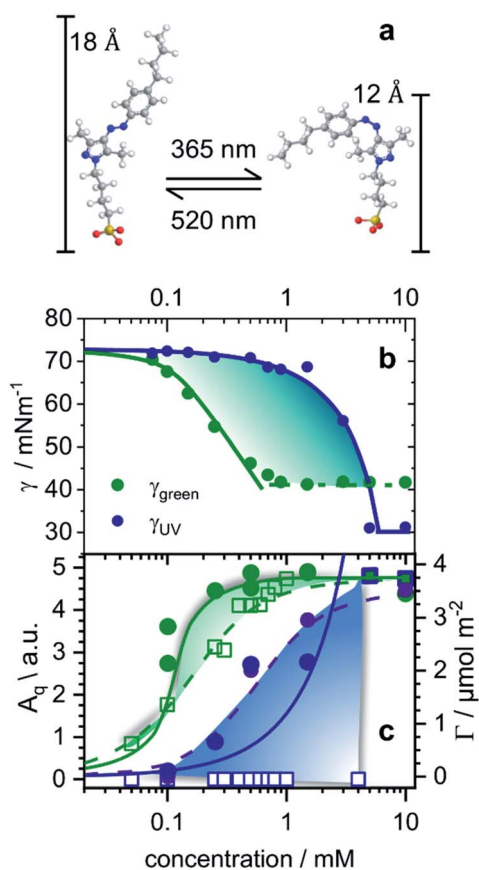 18 Å
a
12 Å
365 nm
520 nm
0.1 1 10
80
70
60
50
40
30
γ / mNm-1
b
γgreen
γUV
5
4
3
2
1
0
Aq \ a.u.
4
3
2
1
0
Γ / μmol m-2
c
0.1 1 10
concentration / mM